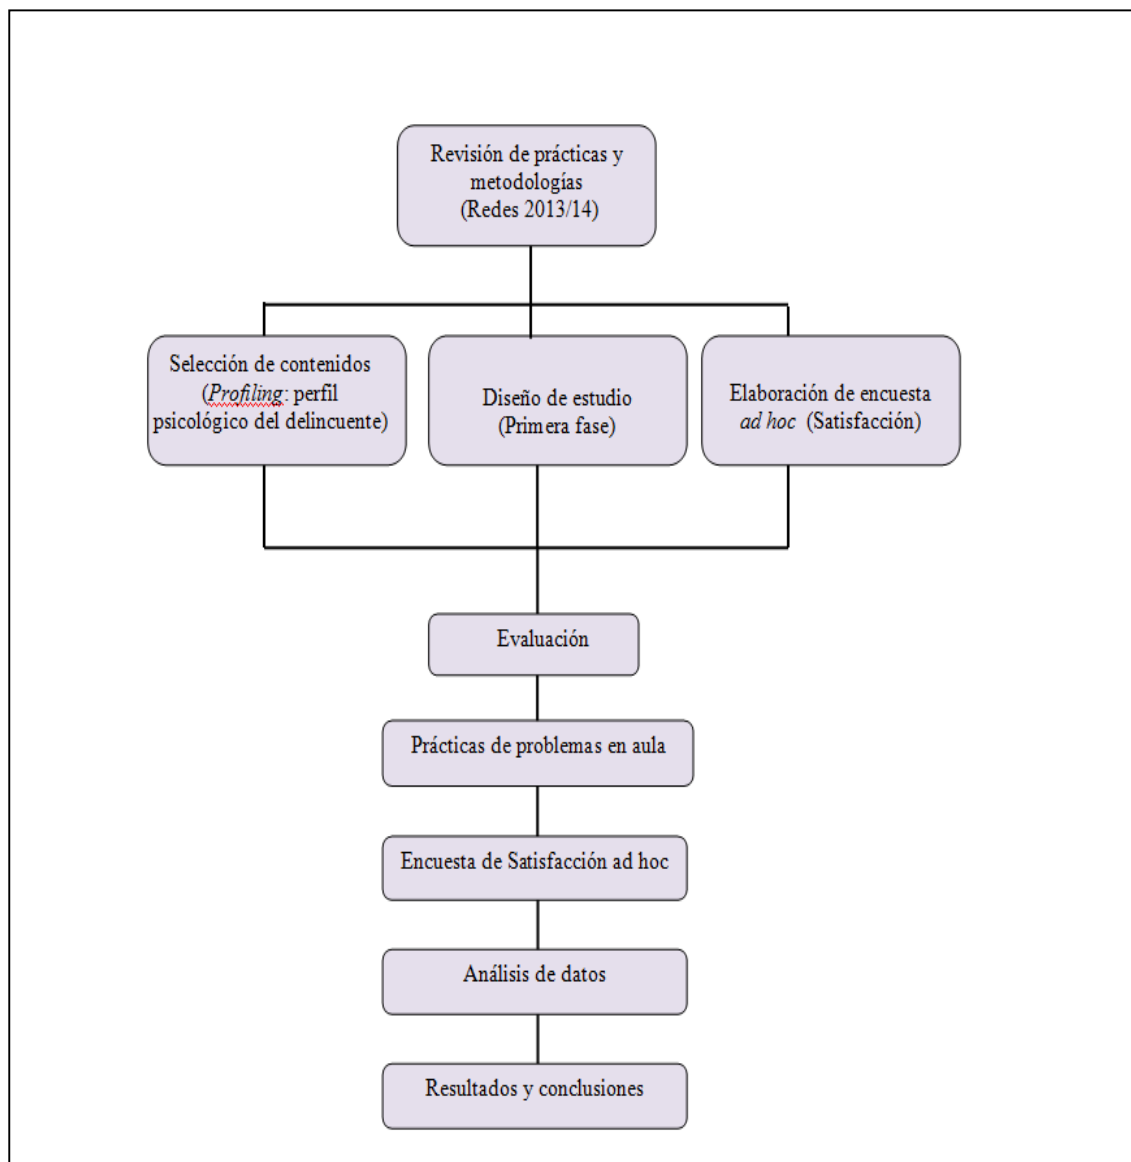 Revisión de prácticas y
metodologías
(Redes 2013/14)
Selección de contenidos
(Profiling: perfil
psicológico del delincuente)
Diseño de estudio
(Primera fase)
Elaboración de encuesta
ad hoc (Satisfacción)
Evaluación
Prácticas de problemas en aula
Encuesta de Satisfacción ad hoc
Análisis de datos
Resultados y conclusiones